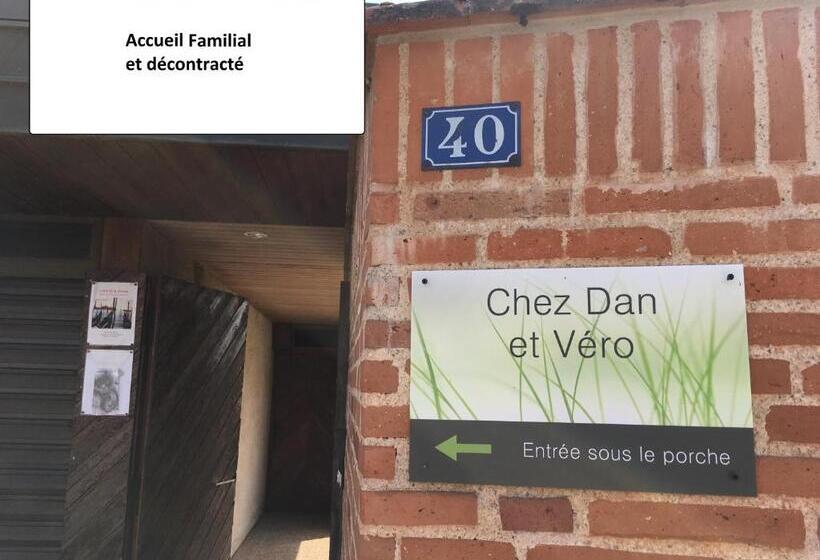 Accueil Familial
et décontracté
40
Chez Dan
et Véro
Entrée sous le porche